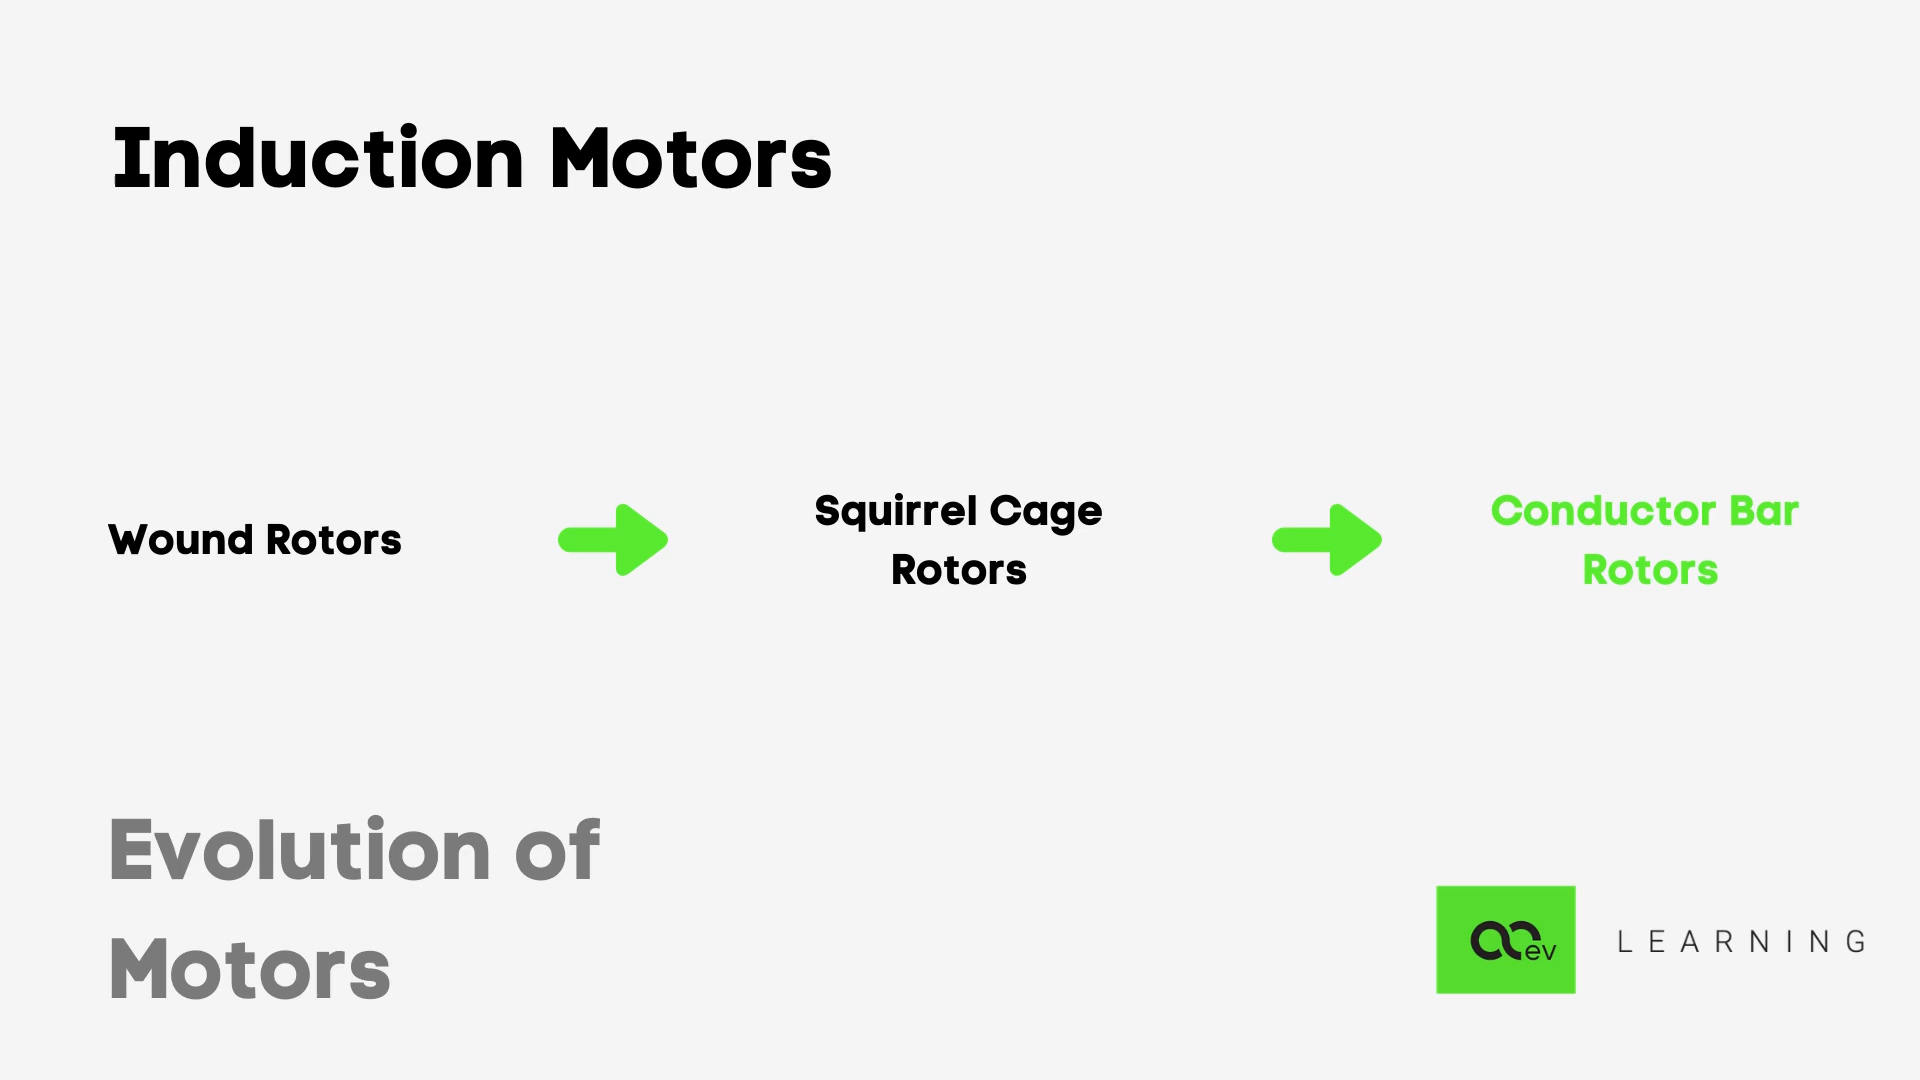 Induction Motors
Wound Rotors
Squirrel Cage
Rotors
Conductor Bar
Rotors
Evolution of
Motors
ev
LEARNING